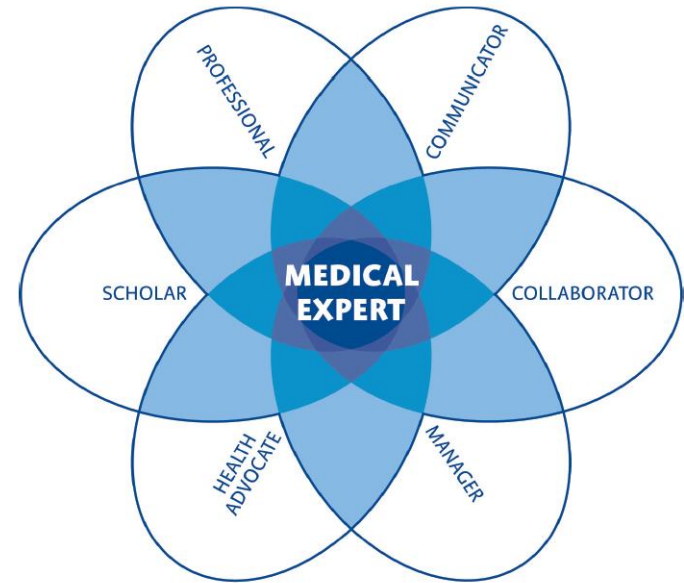 PROFESSIONAL
COMMUNICATOR
SCHOLAR
MEDICAL
EXPERT
COLLABORATOR
HEALTH
ADVOCATE
MANAGER